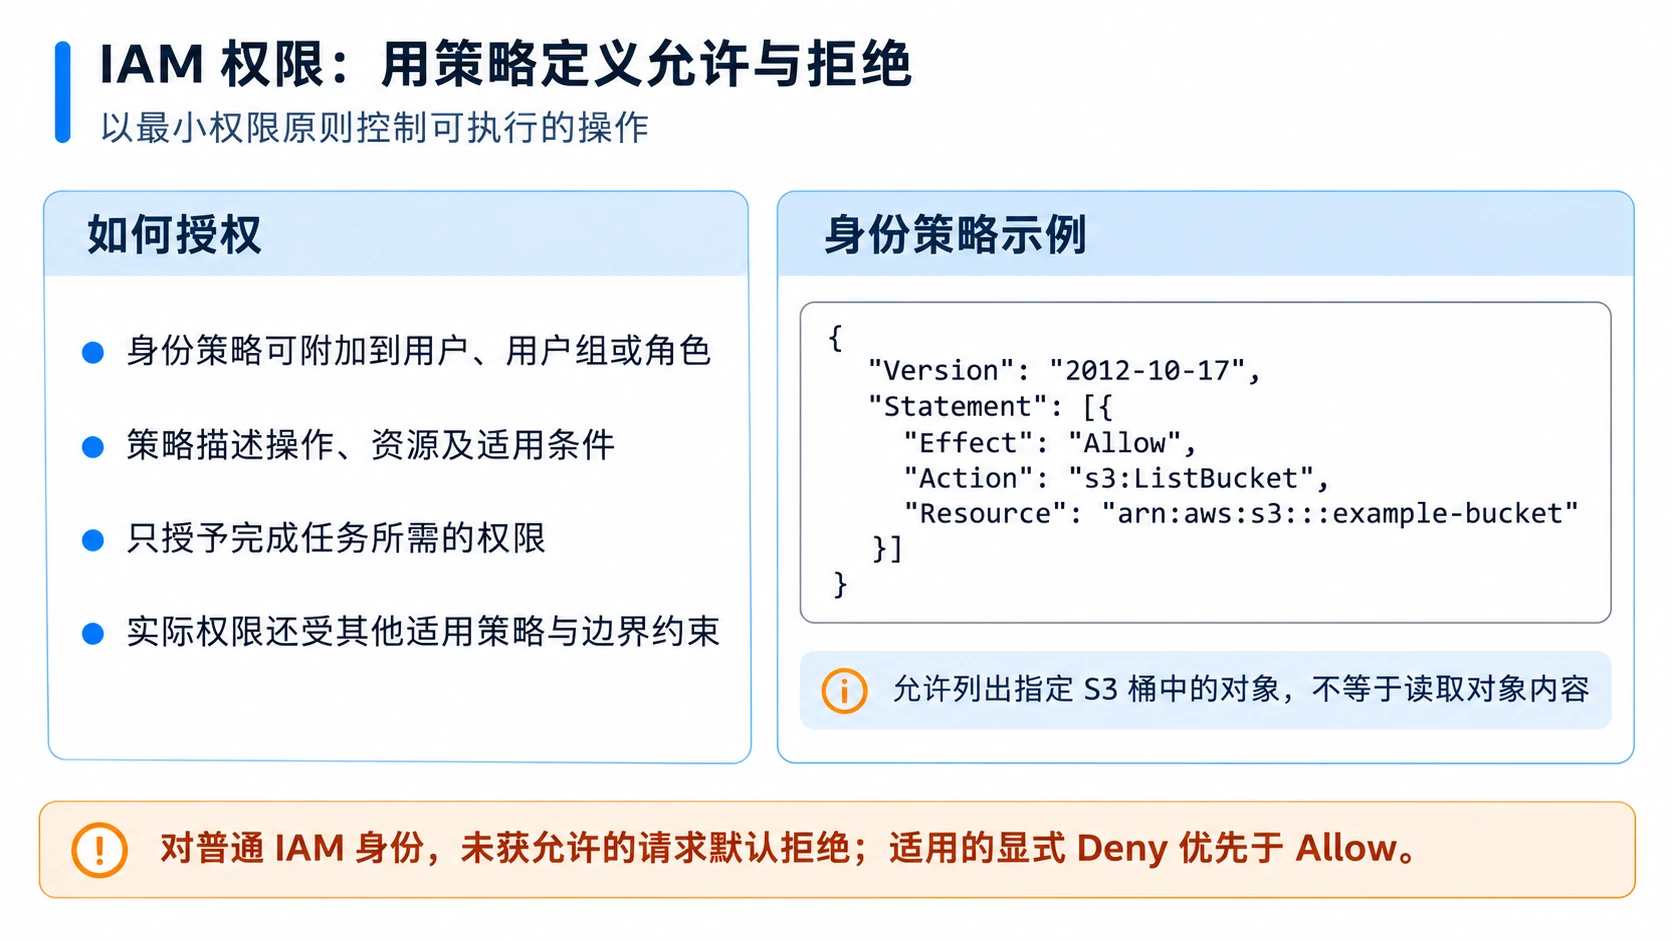 IAM 权限：用策略定义允许与拒绝
以最小权限原则控制可执行的操作
如何授权
身份策略可附加到用户、用户组或角色
策略描述操作、资源及适用条件
只授予完成任务所需的权限
实际权限还受其他适用策略与边界约束
身份策略示例
{
  "Version": "2012-10-17",
  "Statement": [{
    "Effect": "Allow",
    "Action": "s3:ListBucket",
    "Resource": "arn:aws:s3:::example-bucket"
  }]
}
允许列出指定 S3 桶中的对象，不等于读取对象内容
对普通 IAM 身份，未获允许的请求默认拒绝；适用的显式 Deny 优先于 Allow。